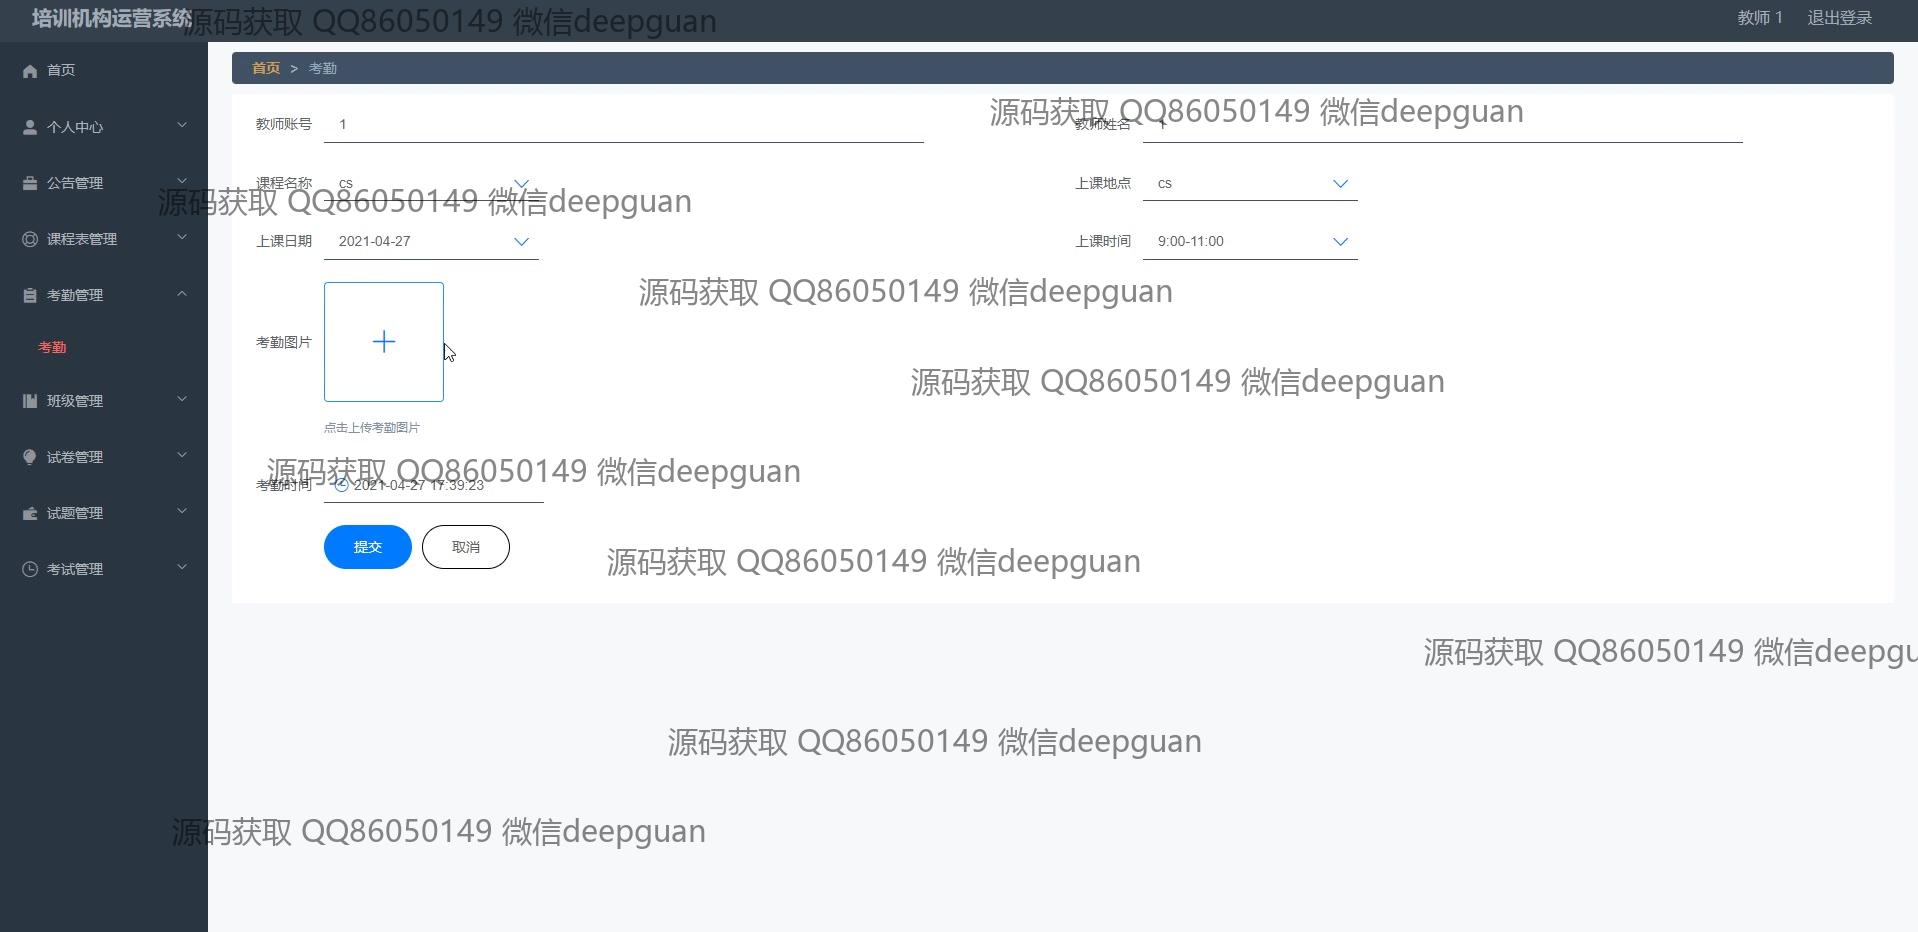 培训机构运营系统
源码获取 QQ86050149 微信deepguan
教师 1
退出登录
首页
个人中心
公告管理
课程表管理
考勤管理
考勤
班级管理
试卷管理
试题管理
考试管理
首页 > 考勤
源码获取 QQ86050149 微信deepguan
教师账号 1
教师姓名 1
课程名称 cs
上课地点 cs
源码获取 QQ86050149 微信deepguan
上课日期 2021-04-27
上课时间 9:00-11:00
源码获取 QQ86050149 微信deepguan
考勤图片
源码获取 QQ86050149 微信deepguan
点击上传考勤图片
源码获取 QQ86050149 微信deepguan
考勤时间 2021-04-27 17:39:23
提交
取消
源码获取 QQ86050149 微信deepguan
源码获取 QQ86050149 微信deepgu
源码获取 QQ86050149 微信deepguan
源码获取 QQ86050149 微信deepguan